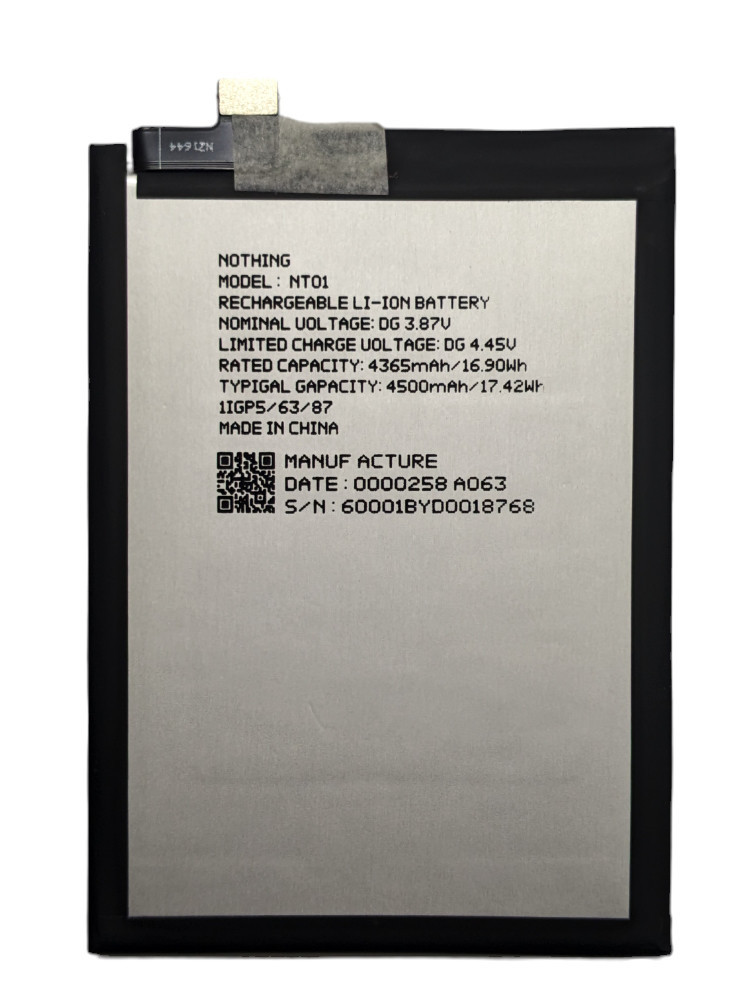 NZ1644
NOTHING
MODEL: NT01
RECHARGEABLE LI-ION BATTERY
NOMINAL UOLTAGE: DG 3.87V
LIMITED CHARGE UOLTAGE: DG 4.45V
RATED CAPACITY: 4365mAh/16.90Wh
TYPIGAL GAPACITY: 4500mAh/17.42Wh
1IGP5/63/87
MADE IN CHINA
MANUF ACTURE
DATE: 0000258 A063
S/N: 60001BYD0018768